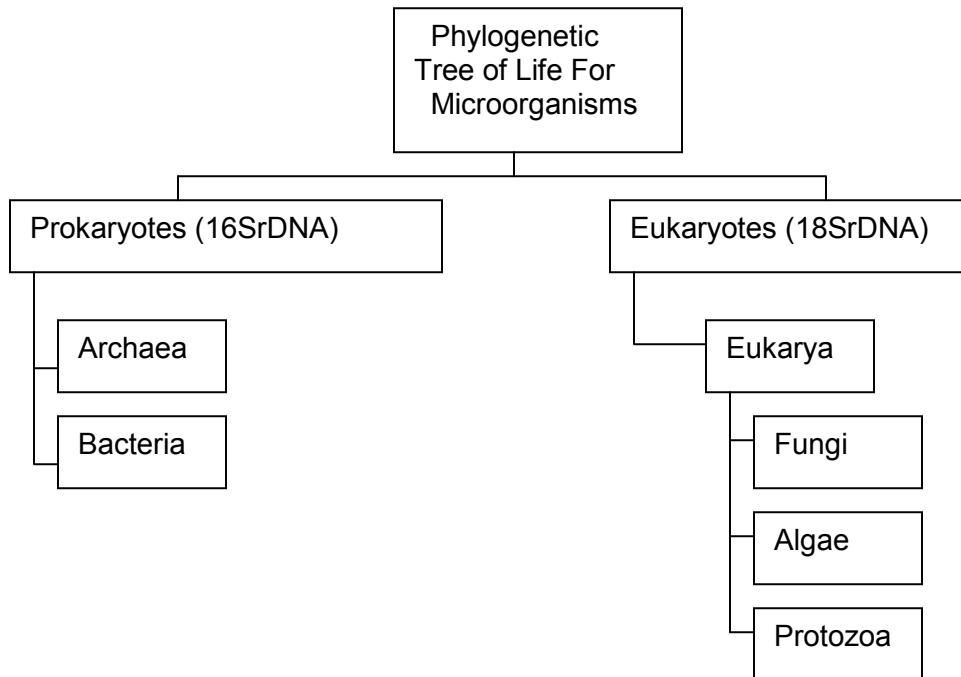 Phylogenetic
Tree of Life For
Microorganisms
Prokaryotes (16SrDNA)
Eukaryotes (18SrDNA)
Archaea
Bacteria
Eukarya
Fungi
Algae
Protozoa